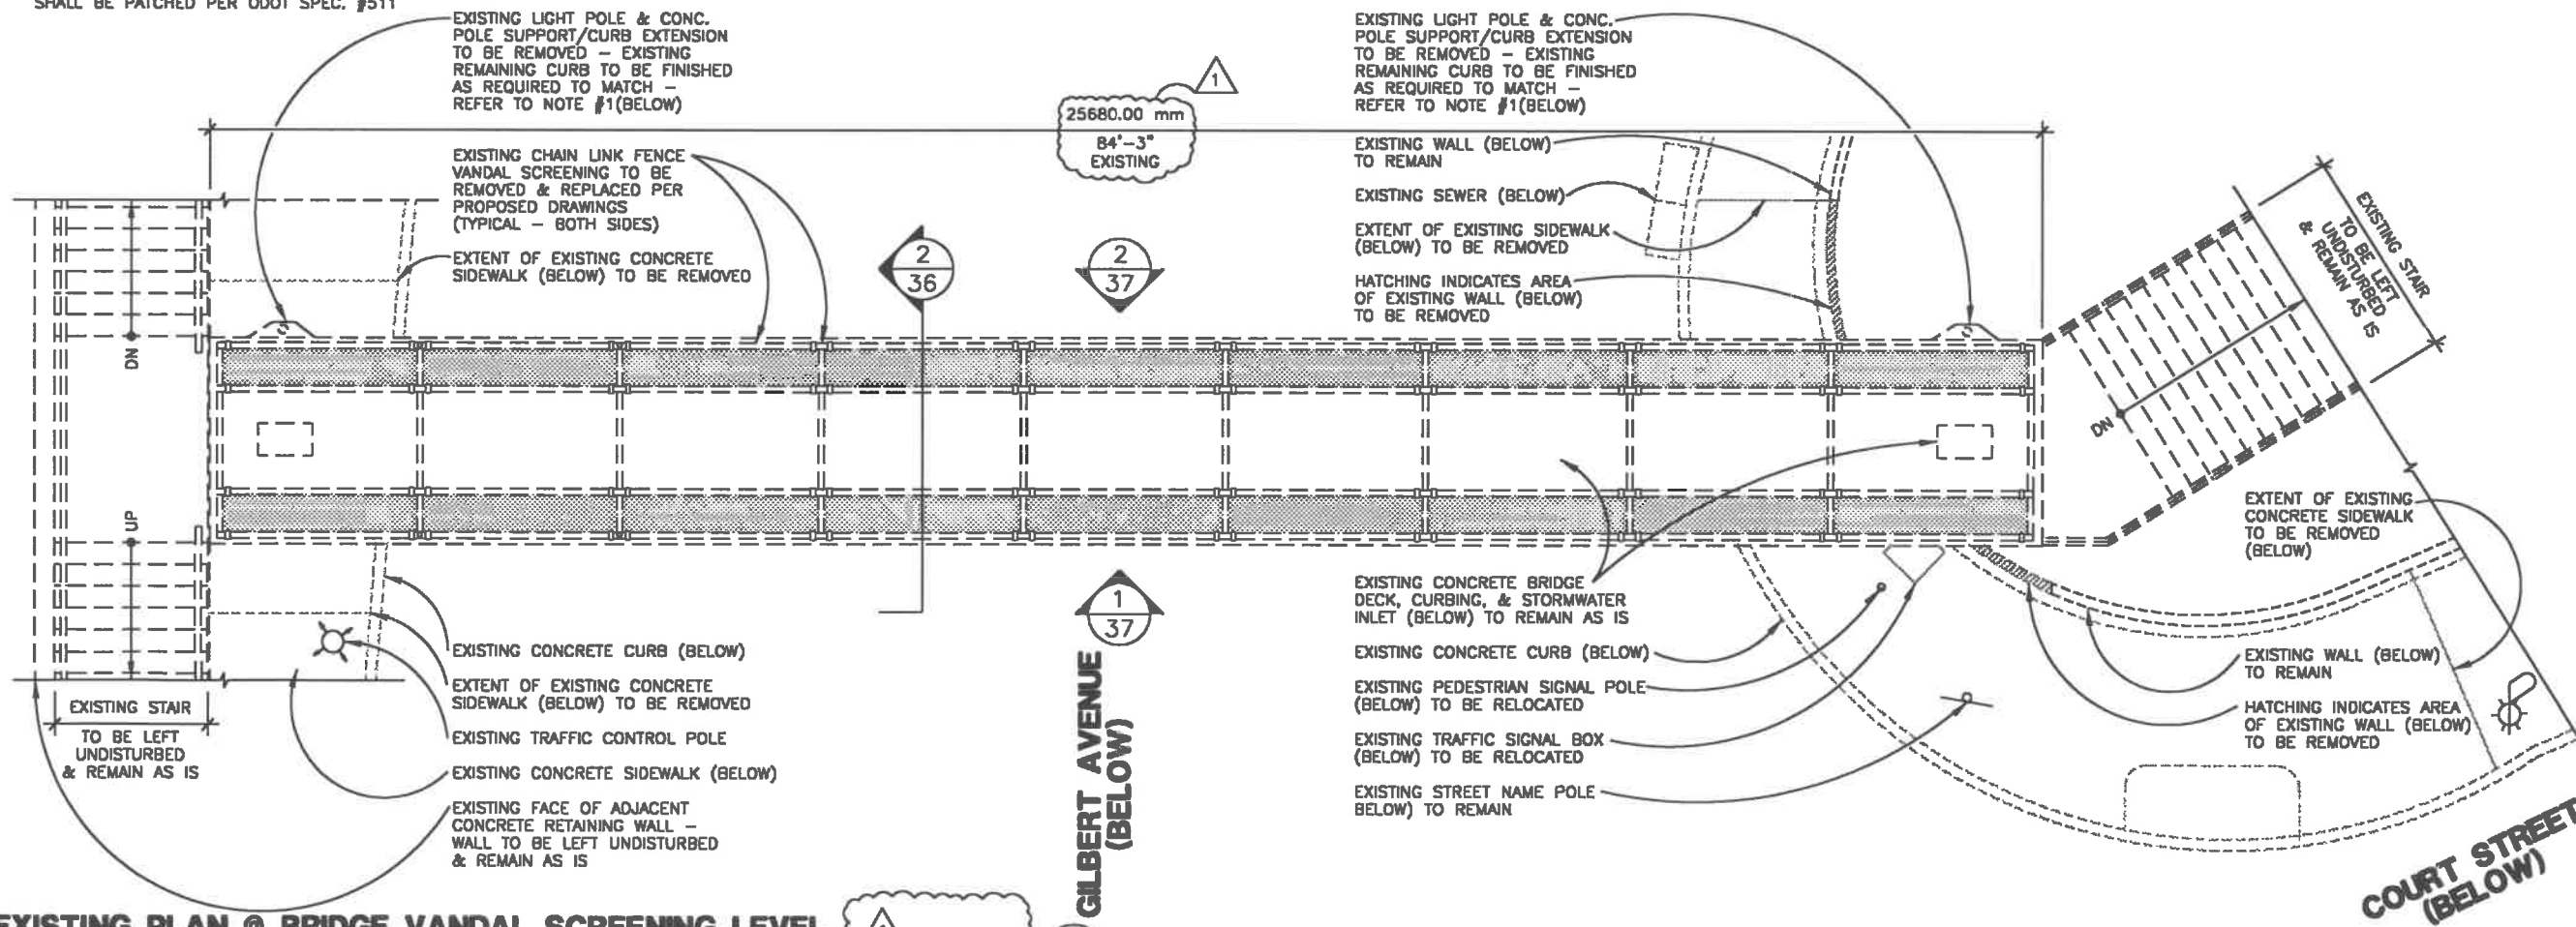 SHALL BE PATCHED PER ODOT SPEC. #511
EXISTING LIGHT POLE & CONC.
POLE SUPPORT/CURB EXTENSION
TO BE REMOVED – EXISTING
REMAINING CURB TO BE FINISHED
AS REQUIRED TO MATCH –
REFER TO NOTE #1(BELOW)
EXISTING CHAIN LINK FENCE
VANDAL SCREENING TO BE
REMOVED & REPLACED PER
PROPOSED DRAWINGS
(TYPICAL – BOTH SIDES)
EXTENT OF EXISTING CONCRETE
SIDEWALK (BELOW) TO BE REMOVED
1
25680.00 mm
84'-3"
EXISTING
2
36
2
37
EXISTING LIGHT POLE & CONC.
POLE SUPPORT/CURB EXTENSION
TO BE REMOVED – EXISTING
REMAINING CURB TO BE FINISHED
AS REQUIRED TO MATCH –
REFER TO NOTE #1(BELOW)
EXISTING WALL (BELOW)
TO REMAIN
EXISTING SEWER (BELOW)
EXTENT OF EXISTING SIDEWALK
(BELOW) TO BE REMOVED
HATCHING INDICATES AREA
OF EXISTING WALL (BELOW)
TO BE REMOVED
EXISTING STAIR
TO BE LEFT
UNDISTURBED
& REMAIN AS IS
DN
DN
UP
EXISTING STAIR
TO BE LEFT
UNDISTURBED
& REMAIN AS IS
EXISTING CONCRETE CURB (BELOW)
EXTENT OF EXISTING CONCRETE
SIDEWALK (BELOW) TO BE REMOVED
EXISTING TRAFFIC CONTROL POLE
EXISTING CONCRETE SIDEWALK (BELOW)
EXISTING FACE OF ADJACENT
CONCRETE RETAINING WALL –
WALL TO BE LEFT UNDISTURBED
& REMAIN AS IS
1
37
GILBERT AVENUE
(BELOW)
EXISTING CONCRETE BRIDGE
DECK, CURBING, & STORMWATER
INLET (BELOW) TO REMAIN AS IS
EXISTING CONCRETE CURB (BELOW)
EXISTING PEDESTRIAN SIGNAL POLE
(BELOW) TO BE RELOCATED
EXISTING TRAFFIC SIGNAL BOX
(BELOW) TO BE RELOCATED
EXISTING STREET NAME POLE
BELOW) TO REMAIN
EXTENT OF EXISTING
CONCRETE SIDEWALK
TO BE REMOVED
(BELOW)
EXISTING WALL (BELOW)
TO REMAIN
HATCHING INDICATES AREA
OF EXISTING WALL (BELOW)
TO BE REMOVED
COURT STREET
(BELOW)
EXISTING PLAN @ BRIDGE VANDAL SCREENING LEVEL